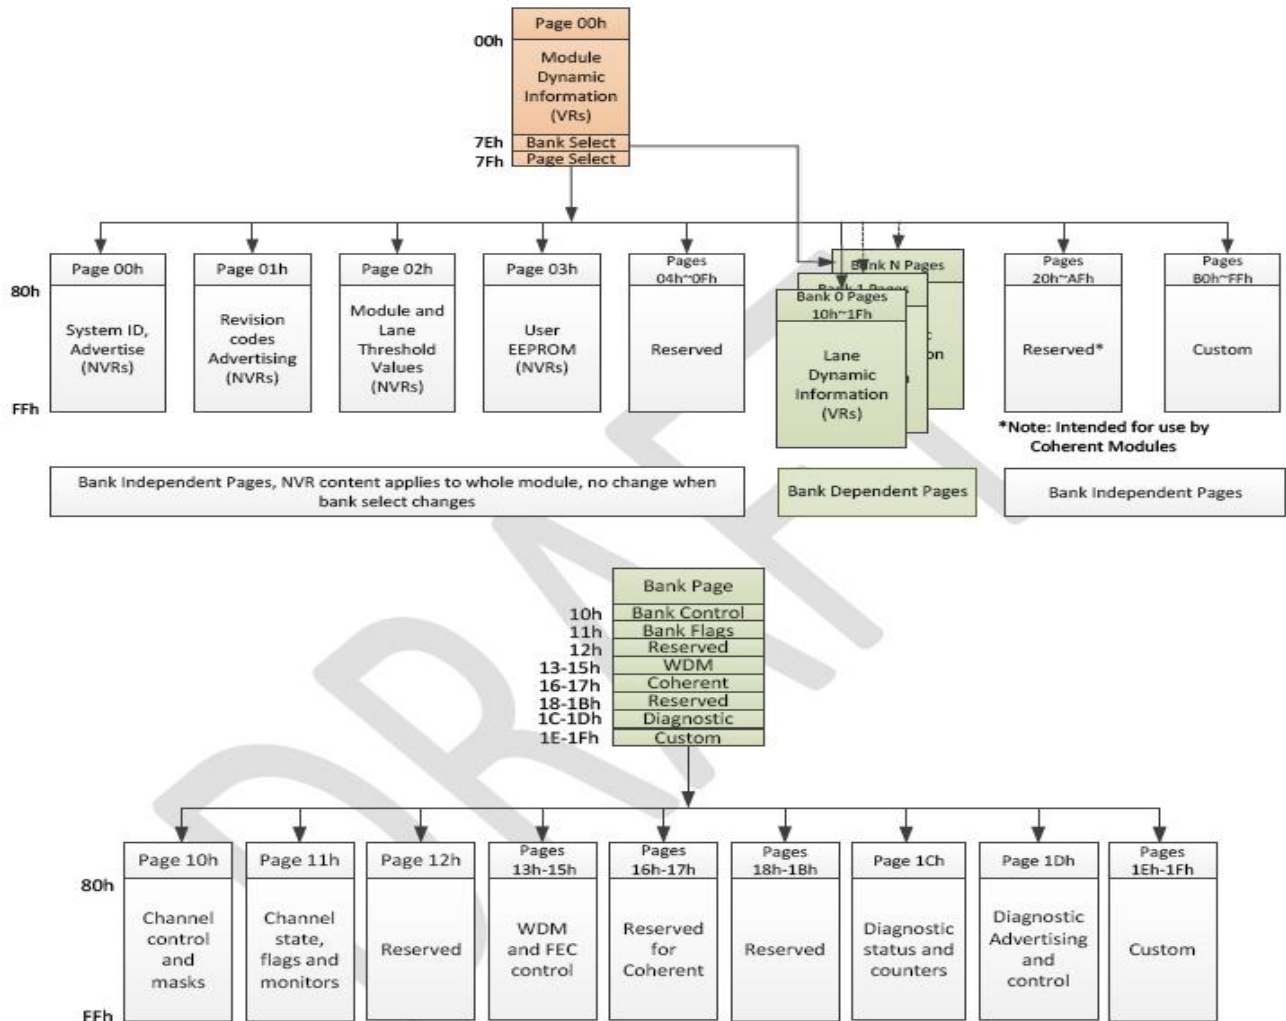 Page 00h
00h
Module
Dynamic
Information
(VRs)
7Eh
Bank Select
7Fh
Page Select
Page 00h
Page 01h
Page 02h
Page 03h
Pages
04h~0Fh
Bank N Pages
Bank 1 Pages
Bank 0 Pages
10h~1Fh
Pages
20h~AFh
Pages
B0h~FFh
80h
System ID,
Advertise
(NVRs)
Revision
codes
Advertising
(NVRs)
Module and
Lane
Threshold
Values
(NVRs)
User
EEPROM
(NVRs)
Reserved
Lane
Dynamic
Information
(VRs)
Reserved*
Custom
FFh
*Note: Intended for use by
Coherent Modules
Bank Independent Pages, NVR content applies to whole module, no change when
bank select changes
Bank Dependent Pages
Bank Independent Pages
Bank Page
10h
Bank Control
11h
Bank Flags
12h
Reserved
13-15h
WDM
16-17h
Coherent
18-1Bh
Reserved
1C-1Dh
Diagnostic
1E-1Fh
Custom
Page 10h
Page 11h
Page 12h
Pages
13h-15h
Pages
16h-17h
Pages
18h-1Bh
Page 1Ch
Page 1Dh
Pages
1Eh-1Fh
80h
Channel
control
and
masks
Channel
state,
flags and
monitors
Reserved
WDM
and FEC
control
Reserved
for
Coherent
Reserved
Diagnostic
status and
counters
Diagnostic
Advertising
and
control
Custom
FFh
DRAFT